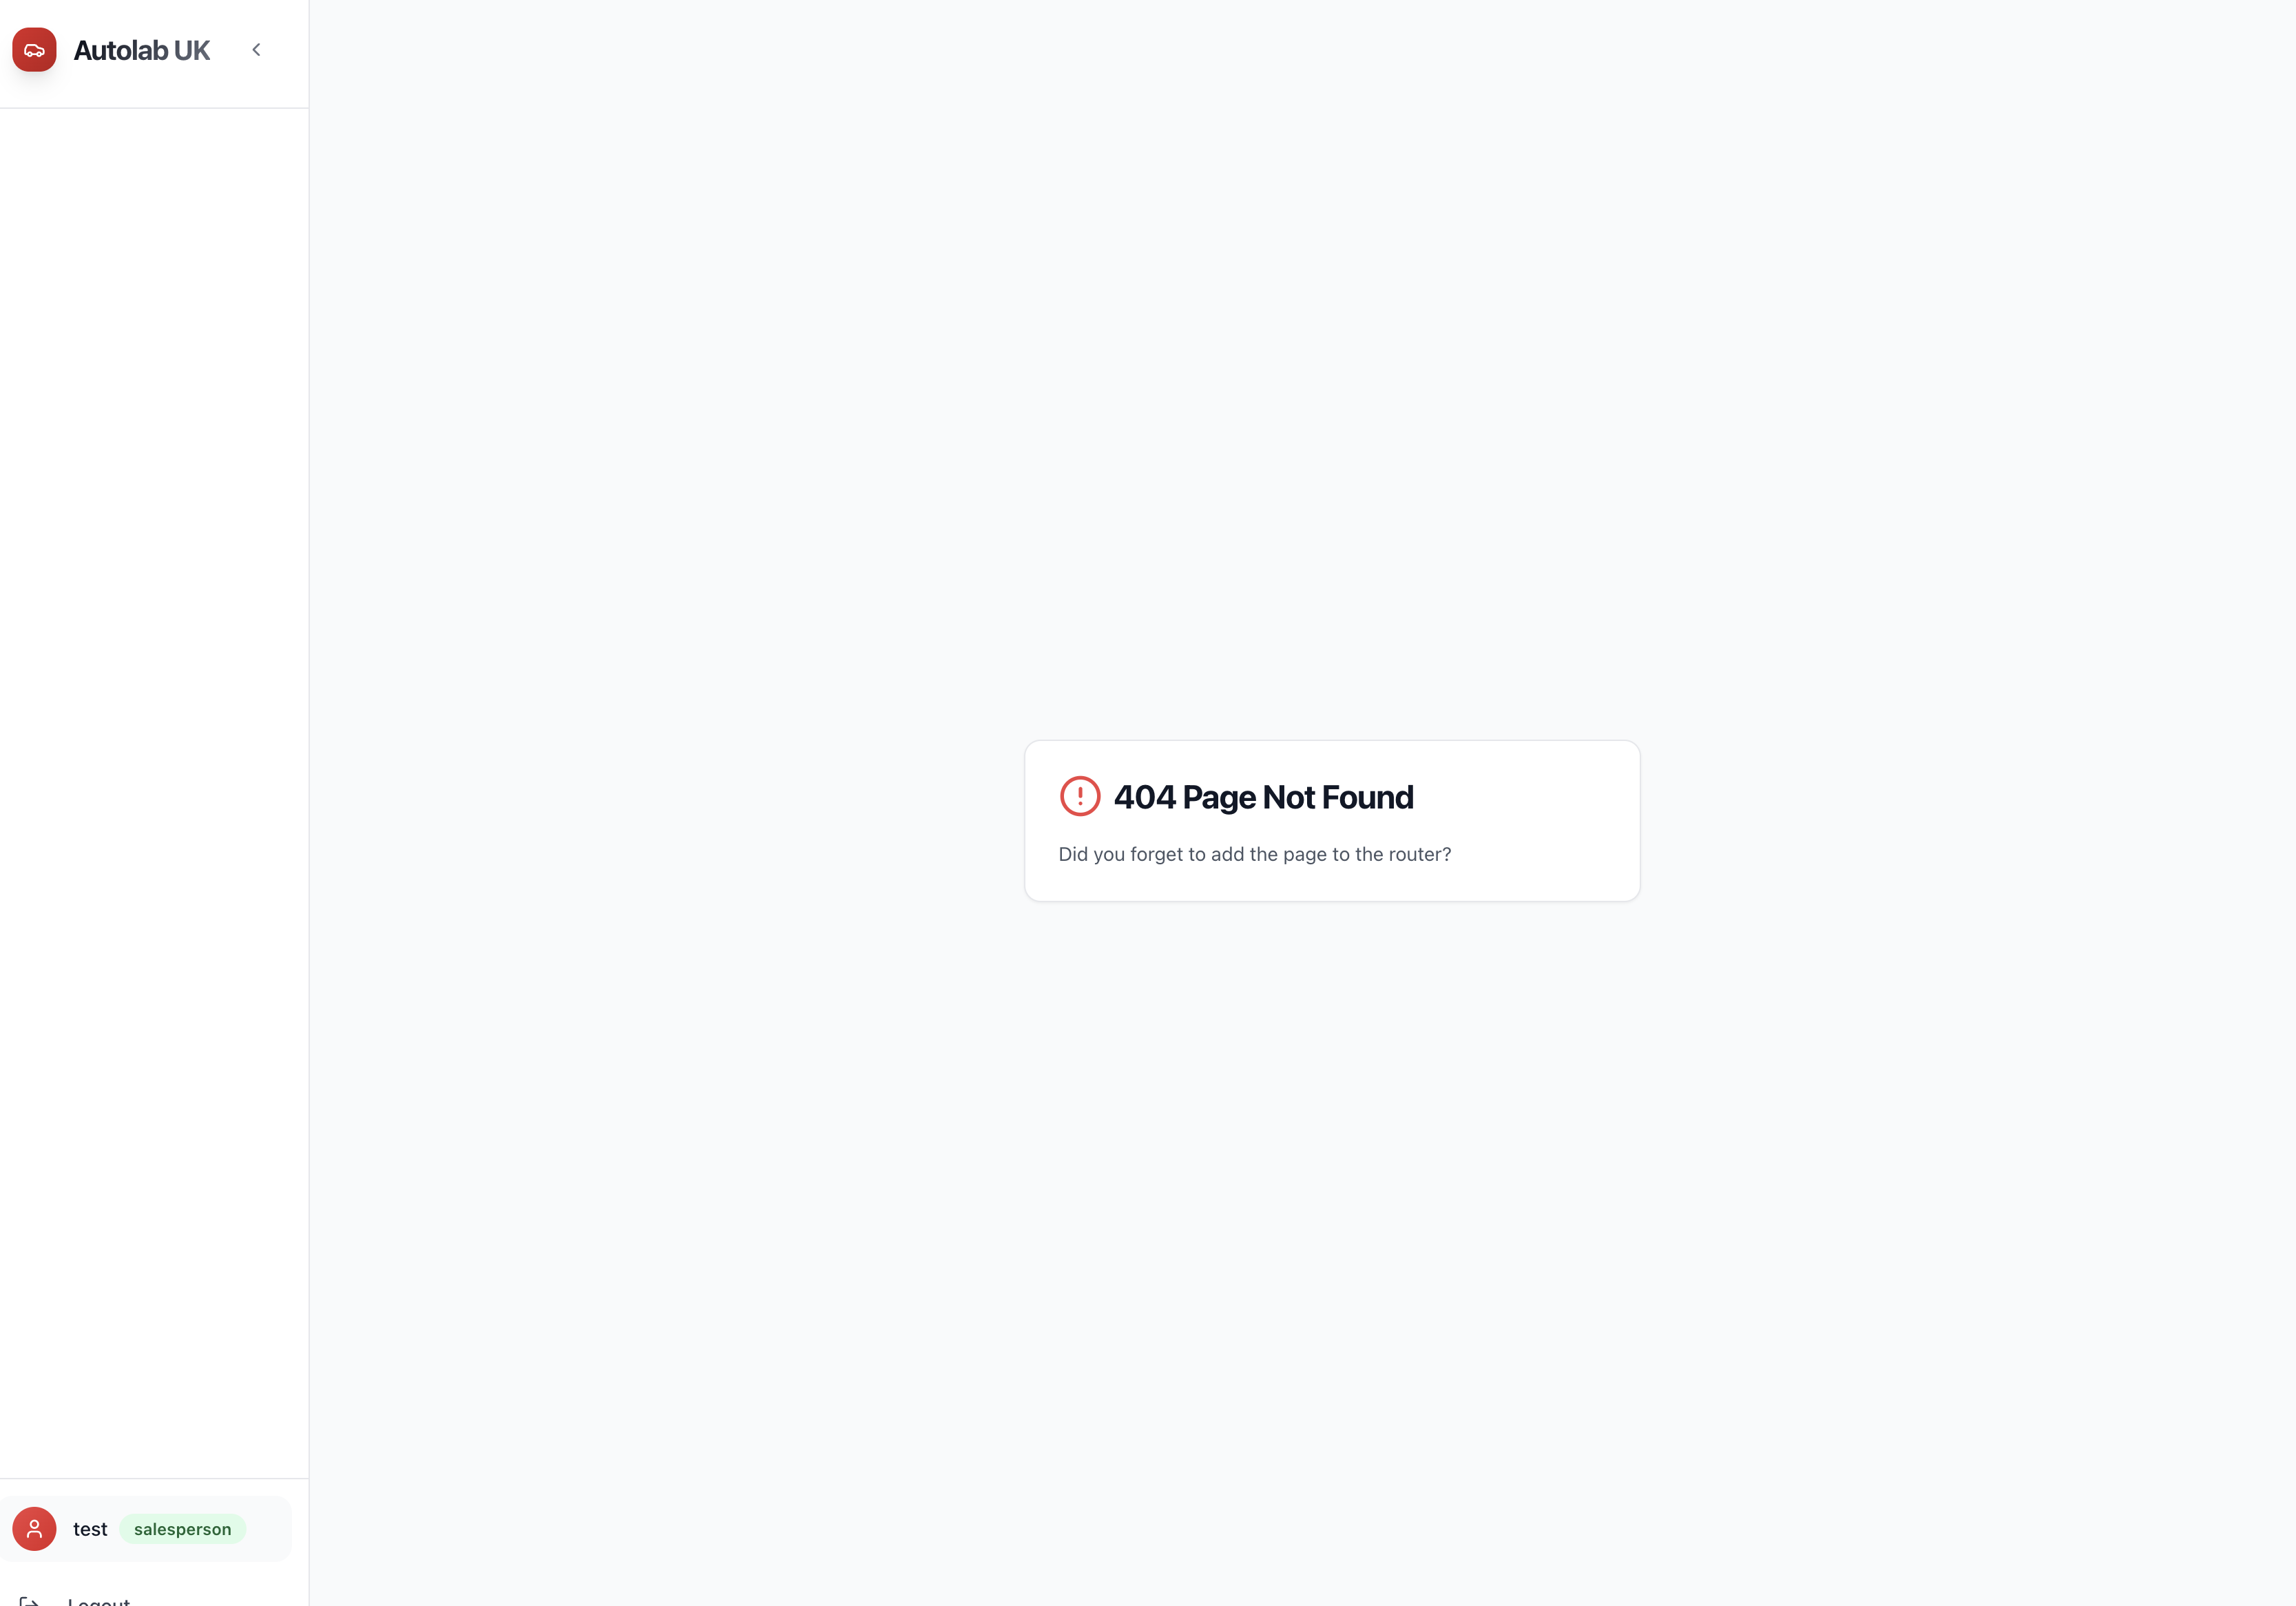 Autolab UK
404 Page Not Found
Did you forget to add the page to the router?
test salesperson
Logout